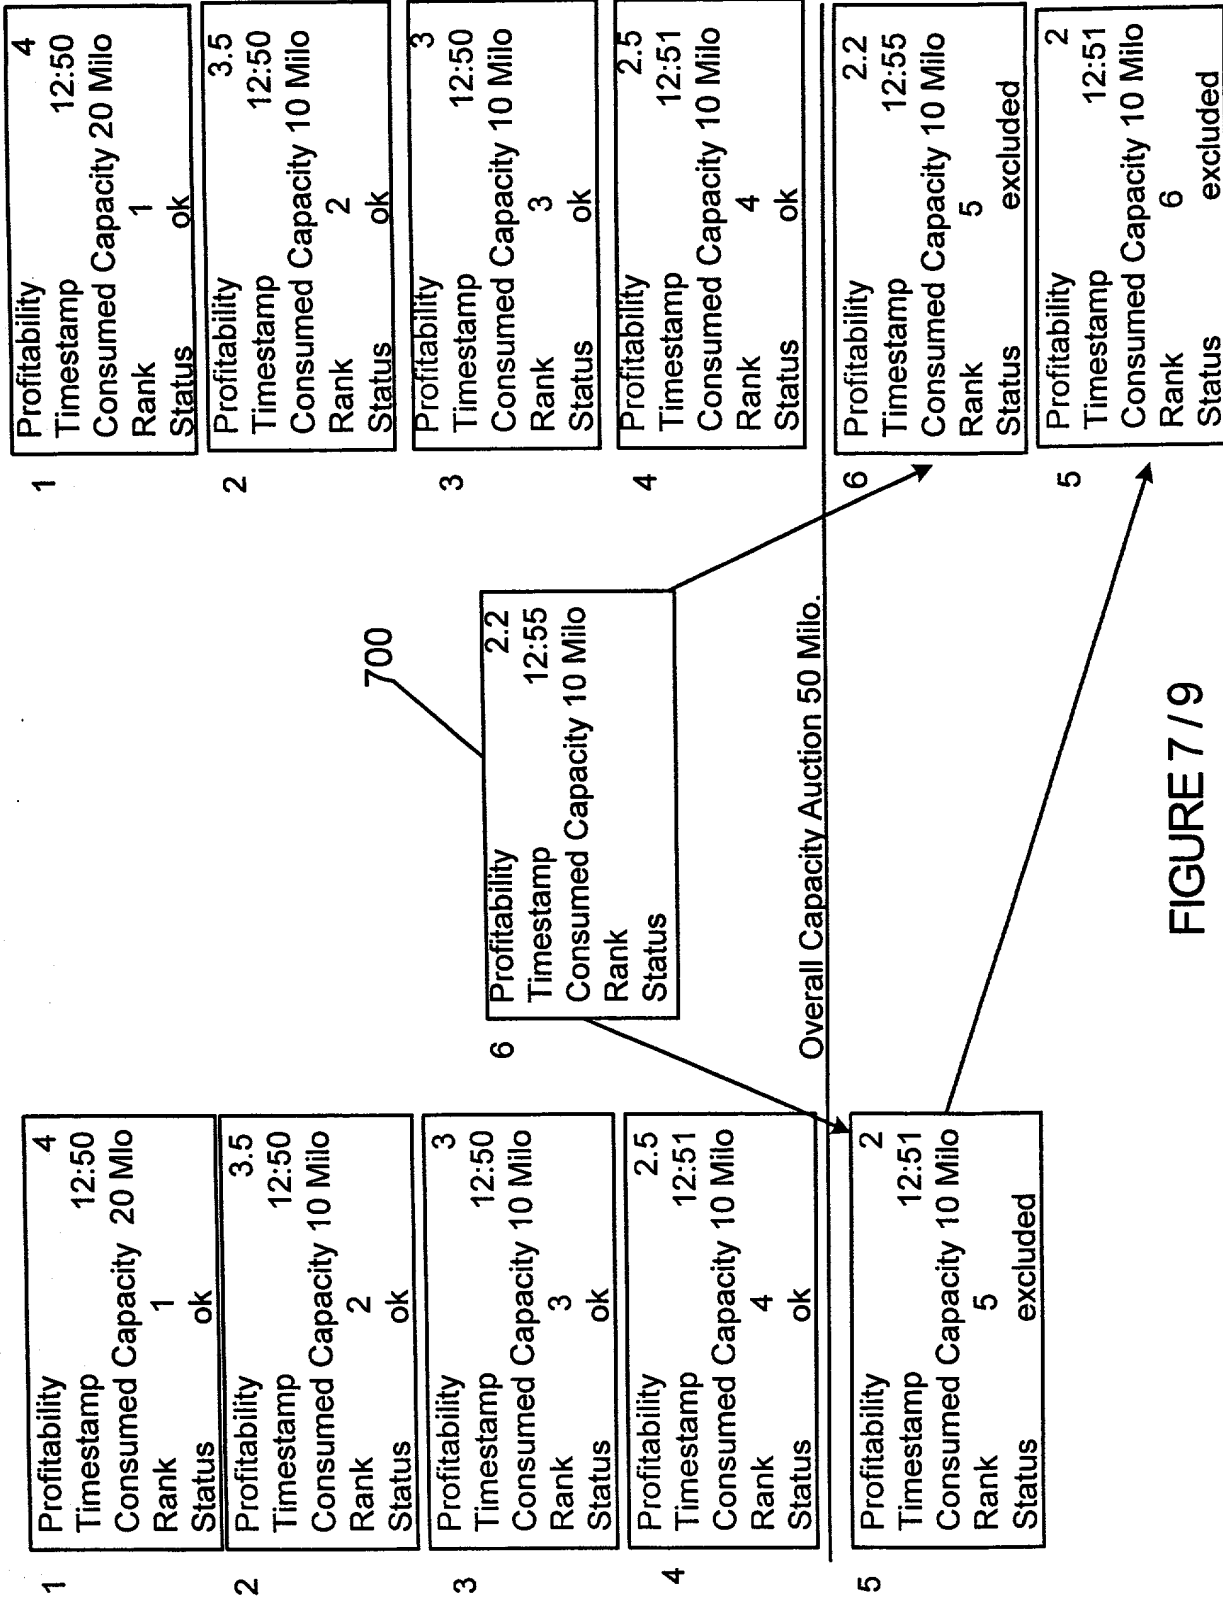 1
Profitability 4
Timestamp 12:50
Consumed Capacity 20 Mlo
Rank 1
Status ok
2
Profitability 3.5
Timestamp 12:50
Consumed Capacity 10 Milo
Rank 2
Status ok
3
Profitability 3
Timestamp 12:50
Consumed Capacity 10 Milo
Rank 3
Status ok
4
Profitability 2.5
Timestamp 12:51
Consumed Capacity 10 Milo
Rank 4
Status ok
5
Profitability 2
Timestamp 12:51
Consumed Capacity 10 Milo
Rank 5
Status excluded
700
6
Profitability 2.2
Timestamp 12:55
Consumed Capacity 10 Milo
Rank
Status
Overall Capacity Auction 50 Milo.
1
Profitability 4
Timestamp 12:50
Consumed Capacity 20 Milo
Rank 1
Status ok
2
Profitability 3.5
Timestamp 12:50
Consumed Capacity 10 Milo
Rank 2
Status ok
3
Profitability 3
Timestamp 12:50
Consumed Capacity 10 Milo
Rank 3
Status ok
4
Profitability 2.5
Timestamp 12:51
Consumed Capacity 10 Milo
Rank 4
Status ok
6
Profitability 2.2
Timestamp 12:55
Consumed Capacity 10 Milo
Rank 5
Status excluded
5
Profitability 2
Timestamp 12:51
Consumed Capacity 10 Milo
Rank 6
Status excluded
FIGURE 7 / 9